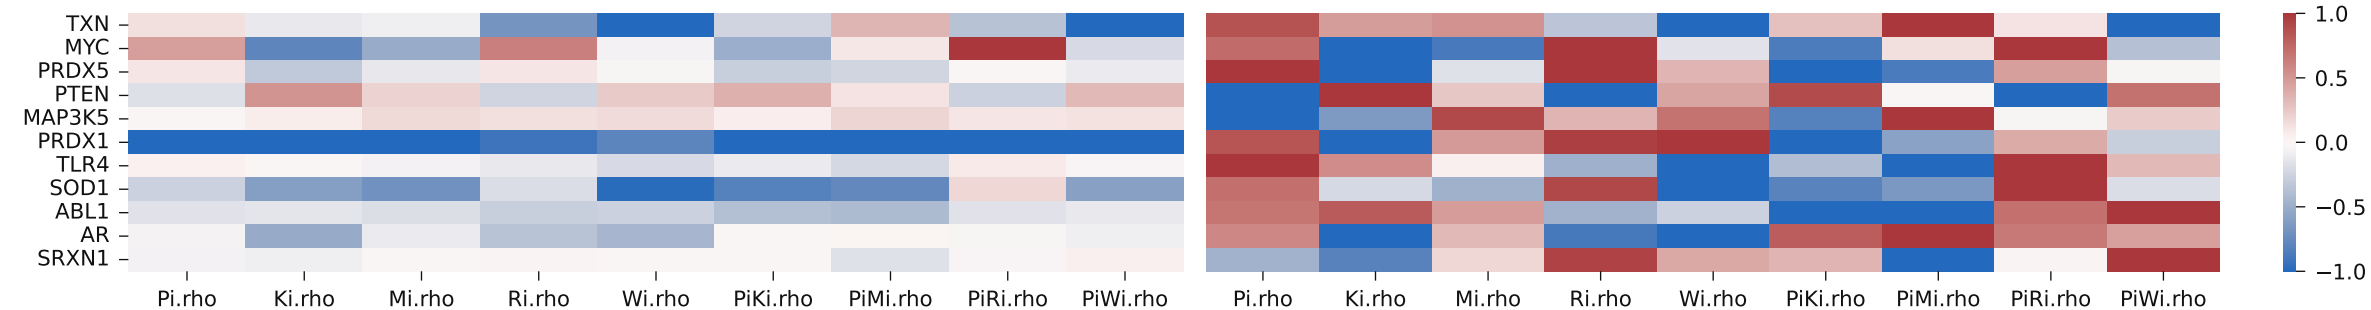 TXN
MYC
PRDX5
PTEN
MAP3K5
PRDX1
TLR4
SOD1
ABL1
AR
SRXN1
Pi.rho Ki.rho Mi.rho Ri.rho Wi.rho PiKi.rho PiMi.rho PiRi.rho PiWi.rho
Pi.rho Ki.rho Mi.rho Ri.rho Wi.rho PiKi.rho PiMi.rho PiRi.rho PiWi.rho
1.0
0.5
0.0
−0.5
−1.0